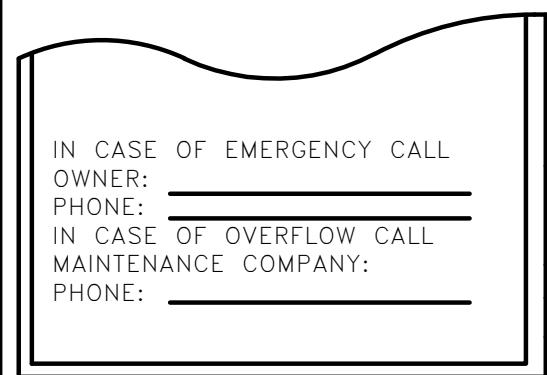 IN CASE OF EMERGENCY CALL
OWNER:
PHONE:
IN CASE OF OVERFLOW CALL
MAINTENANCE COMPANY:
PHONE: